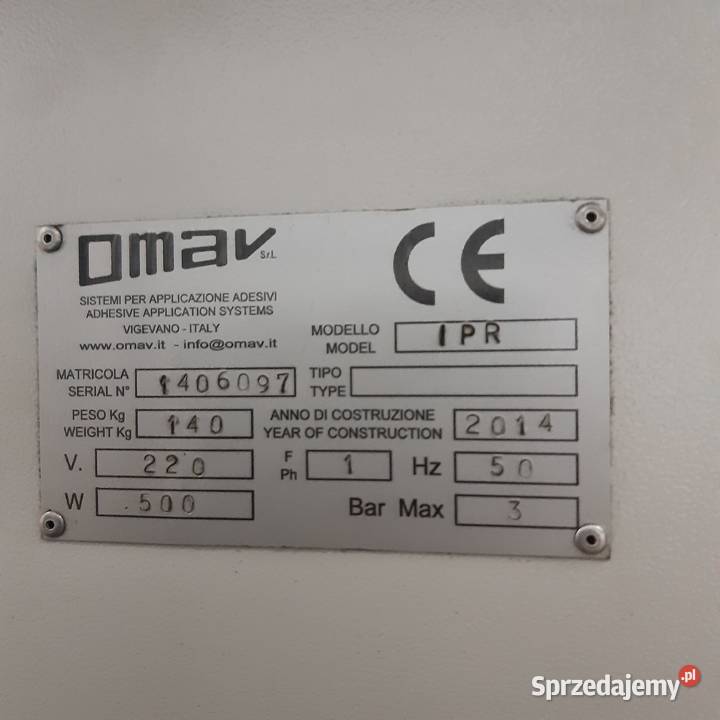 Omav S.r.L
CE
SISTEMI PER APPLICAZIONE ADESIVI
ADHESIVE APPLICATION SYSTEMS
VIGEVANO - ITALY
www.omav.it - info@omav.it
MODELLO
MODEL
IPR
MATRICOLA
SERIAL N°
1406097
TIPO
TYPE
PESO Kg
WEIGHT Kg
140
ANNO DI COSTRUZIONE
YEAR OF CONSTRUCTION
2014
V. 220
F
Ph
1
Hz 50
W .500
Bar Max 3
Sprzedajemy.pl